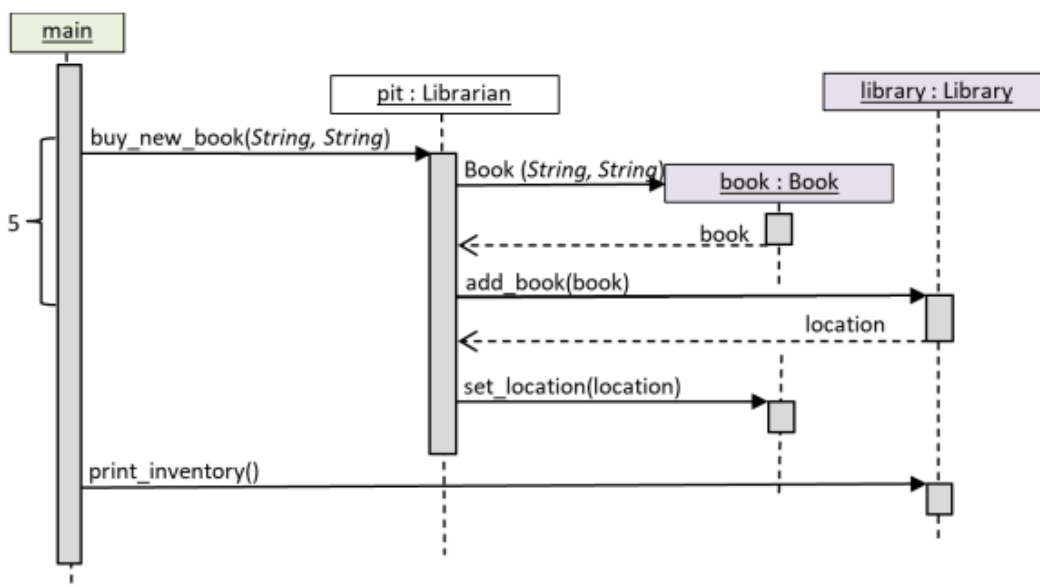 main
pit : Librarian
library : Library
buy_new_book(String, String)
Book (String, String)
book : Book
5
book
add_book(book)
location
set_location(location)
print_inventory()